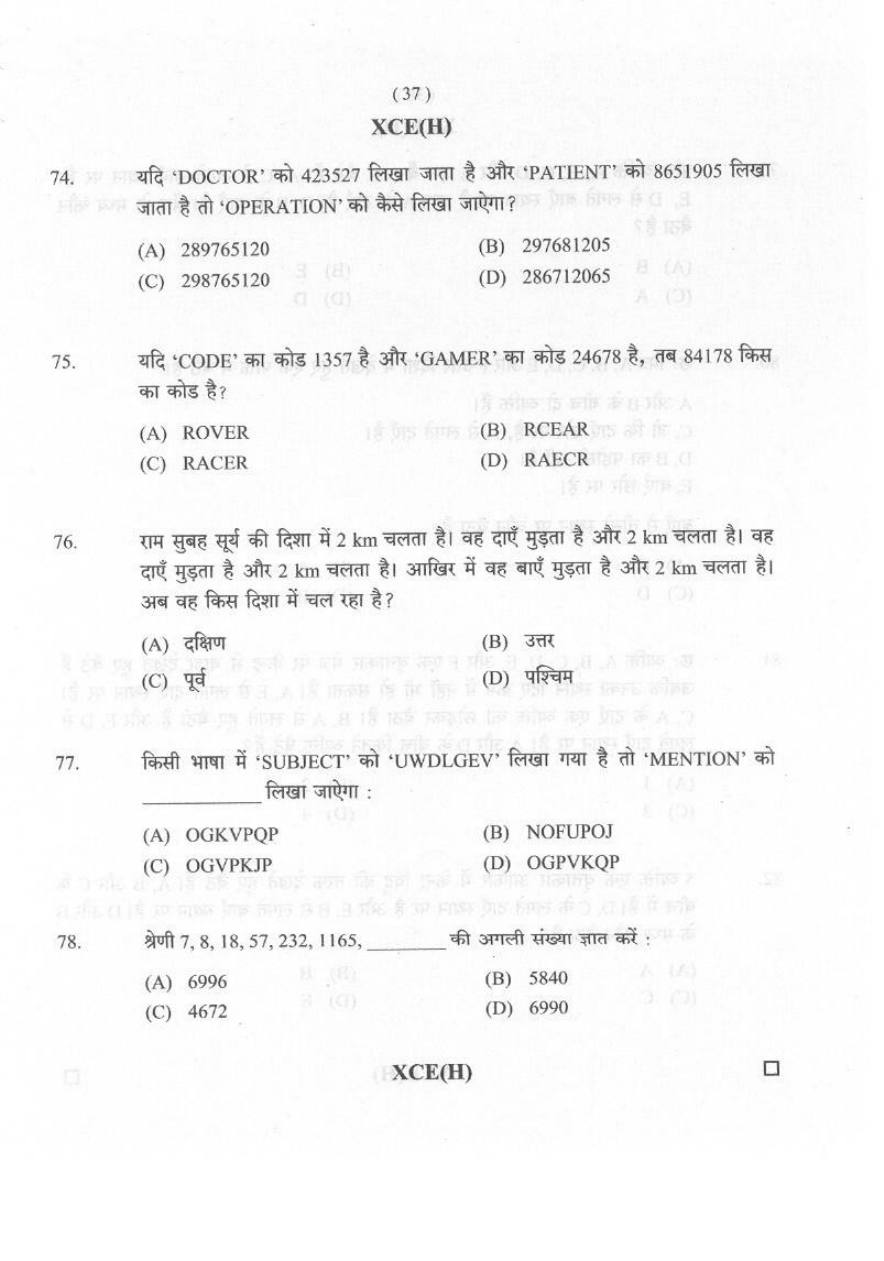 ( 37 )
XCE(H)
74. यदि ‘DOCTOR’ को 423527 लिखा जाता है और ‘PATIENT’ को 8651905 लिखा
जाता है तो ‘OPERATION’ को कैसे लिखा जाऐगा?
(A) 289765120 (B) 297681205
(C) 298765120 (D) 286712065
75. यदि ‘CODE’ का कोड 1357 है और ‘GAMER’ का कोड 24678 है, तब 84178 किस
का कोड है?
(A) ROVER (B) RCEAR
(C) RACER (D) RAECR
76. राम सुबह सूर्य की दिशा में 2 km चलता है। वह दाएँ मुड़ता है और 2 km चलता है। वह
दाएँ मुड़ता है और 2 km चलता है। आखिर में वह बाएँ मुड़ता है और 2 km चलता है।
अब वह किस दिशा में चल रहा है?
(A) दक्षिण (B) उत्तर
(C) पूर्व (D) पश्चिम
77. किसी भाषा में ‘SUBJECT’ को ‘UWDLGEV’ लिखा गया है तो ‘MENTION’ को
____________ लिखा जाऐगा :
(A) OGKVPQP (B) NOFUPOJ
(C) OGVPKJP (D) OGPVKQP
78. श्रेणी 7, 8, 18, 57, 232, 1165, ________ की अगली संख्या ज्ञात करें :
(A) 6996 (B) 5840
(C) 4672 (D) 6990
XCE(H)